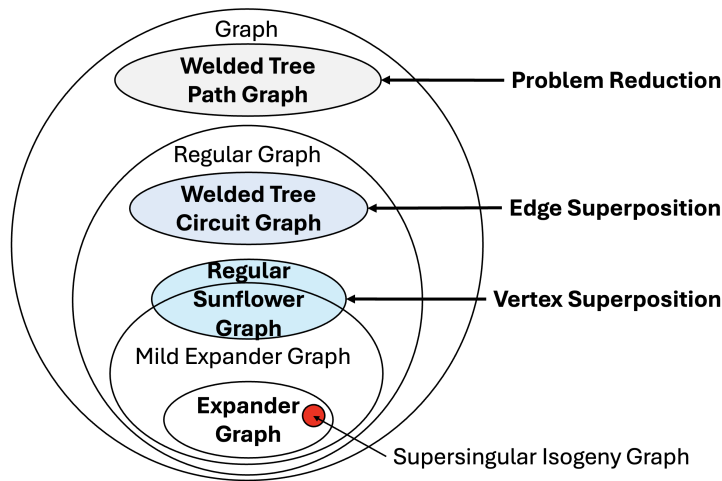 Graph
Welded Tree
Path Graph
Problem Reduction
Regular Graph
Welded Tree
Circuit Graph
Edge Superposition
Regular
Sunflower
Graph
Vertex Superposition
Mild Expander Graph
Expander
Graph
Supersingular Isogeny Graph